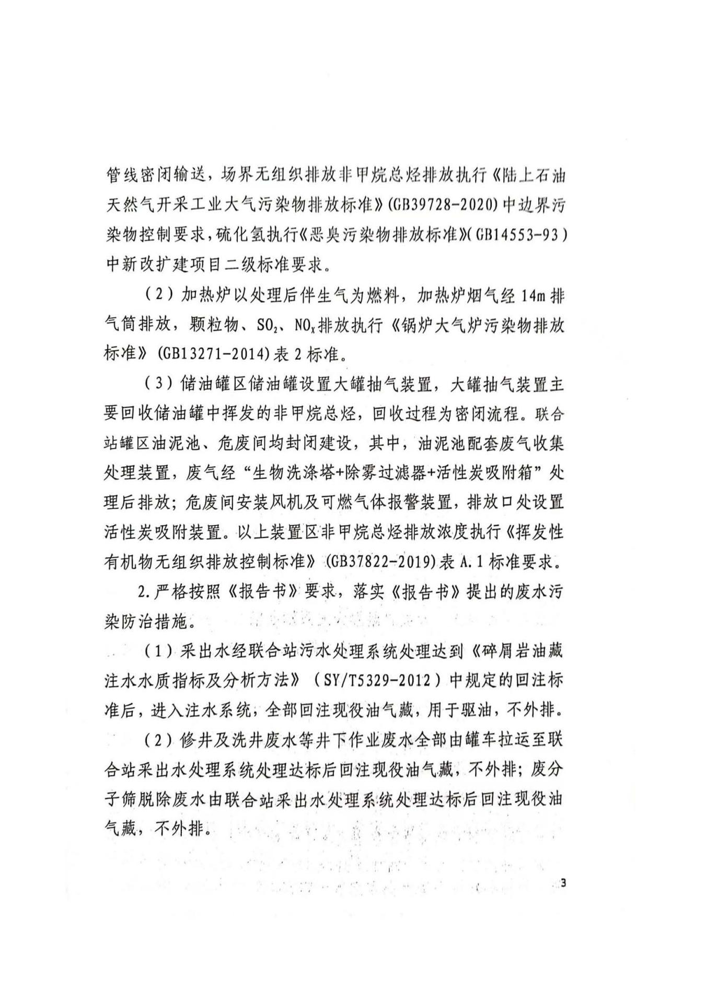 管线密闭输送，场界无组织排放非甲烷总烃排放执行《陆上石油
天然气开采工业大气污染物排放标准》(GB39728-2020)中边界污
染物控制要求，硫化氢执行《恶臭污染物排放标准》(GB14553-93)
中新改扩建项目二级标准要求。
（2）加热炉以处理后伴生气为燃料，加热炉烟气经14m排
气筒排放，颗粒物、SO₂、NOₓ排放执行《锅炉大气炉污染物排放
标准》(GB13271-2014)表2标准。
（3）储油罐区储油罐设置大罐抽气装置，大罐抽气装置主
要回收储油罐中挥发的非甲烷总烃，回收过程为密闭流程。联合
站罐区油泥池、危废间均封闭建设，其中，油泥池配套废气收集
处理装置，废气经“生物洗涤塔+除雾过滤器+活性炭吸附箱”处
理后排放；危废间安装风机及可燃气体报警装置，排放口处设置
活性炭吸附装置。以上装置区非甲烷总烃排放浓度执行《挥发性
有机物无组织排放控制标准》(GB37822-2019)表A.1标准要求。
2.严格按照《报告书》要求，落实《报告书》提出的废水污
染防治措施。
（1）采出水经联合站污水处理系统处理达到《碎屑岩油藏
注水水质指标及分析方法》（SY/T5329-2012）中规定的回注标
准后，进入注水系统，全部回注现役油气藏，用于驱油，不外排。
（2）修井及洗井废水等井下作业废水全部由罐车拉运至联
合站采出水处理系统处理达标后回注现役油气藏，不外排；废分
子筛脱除废水由联合站采出水处理系统处理达标后回注现役油
气藏，不外排。
3